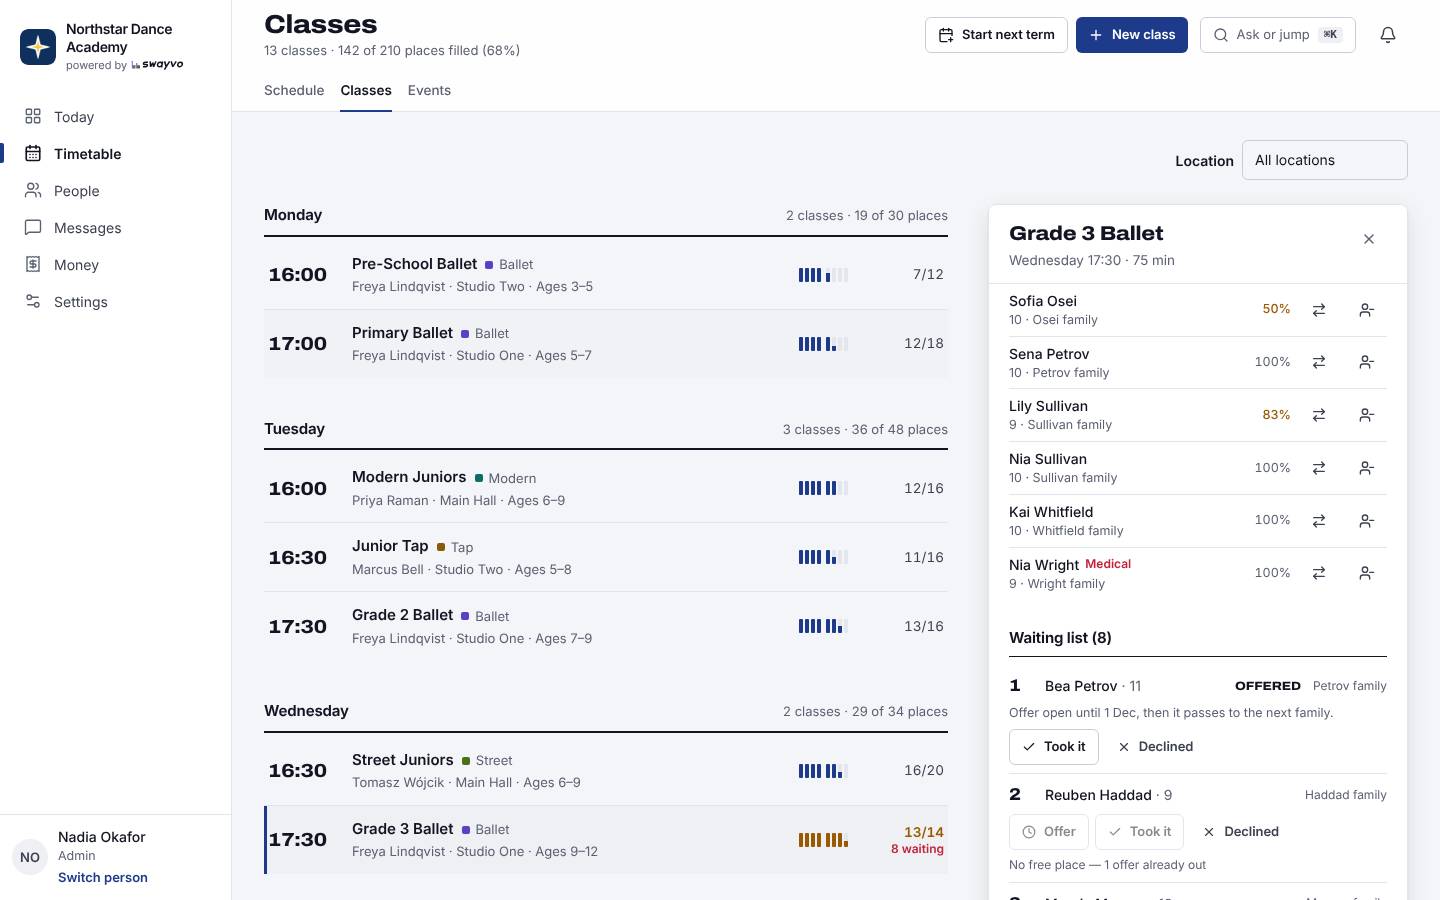 Northstar Dance
Academy
powered by swayvo
Today
Timetable
People
Messages
Money
Settings
NO
Nadia Okafor
Admin
Switch person
Classes
13 classes · 142 of 210 places filled (68%)
Start next term
New class
Ask or jump ⌘K
Schedule
Classes
Events
Location
All locations
Monday
2 classes · 19 of 30 places
16:00
Pre-School Ballet
Ballet
Freya Lindqvist · Studio Two · Ages 3–5
7/12
17:00
Primary Ballet
Ballet
Freya Lindqvist · Studio One · Ages 5–7
12/18
Tuesday
3 classes · 36 of 48 places
16:00
Modern Juniors
Modern
Priya Raman · Main Hall · Ages 6–9
12/16
16:30
Junior Tap
Tap
Marcus Bell · Studio Two · Ages 5–8
11/16
17:30
Grade 2 Ballet
Ballet
Freya Lindqvist · Studio One · Ages 7–9
13/16
Wednesday
2 classes · 29 of 34 places
16:30
Street Juniors
Street
Tomasz Wójcik · Main Hall · Ages 6–9
16/20
17:30
Grade 3 Ballet
Ballet
Freya Lindqvist · Studio One · Ages 9–12
13/14
8 waiting
Grade 3 Ballet
Wednesday 17:30 · 75 min
Sofia Osei
10 · Osei family
50%
Sena Petrov
10 · Petrov family
100%
Lily Sullivan
9 · Sullivan family
83%
Nia Sullivan
10 · Sullivan family
100%
Kai Whitfield
10 · Whitfield family
100%
Nia Wright Medical
9 · Wright family
100%
Waiting list (8)
1 Bea Petrov · 11 OFFERED Petrov family
Offer open until 1 Dec, then it passes to the next family.
Took it
Declined
2 Reuben Haddad · 9 Haddad family
Offer
Took it
Declined
No free place — 1 offer already out